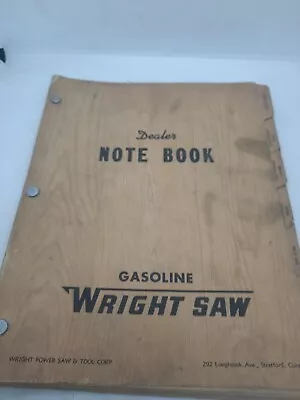 Dealer
NOTE BOOK
GASOLINE
WRIGHT SAW
WRIGHT POWER SAW & TOOL CORP.
292 Longbrook Ave., Stratford, Conn